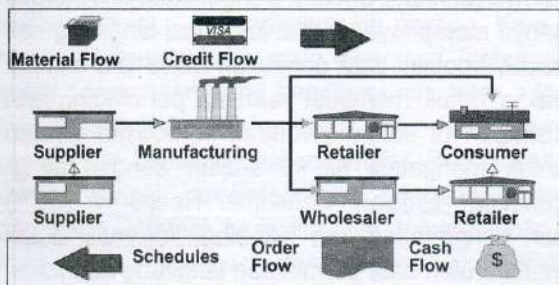 VISA
Material Flow Credit Flow
Supplier Manufacturing Retailer Consumer
Supplier Wholesaler Retailer
Schedules Order Flow Cash Flow $